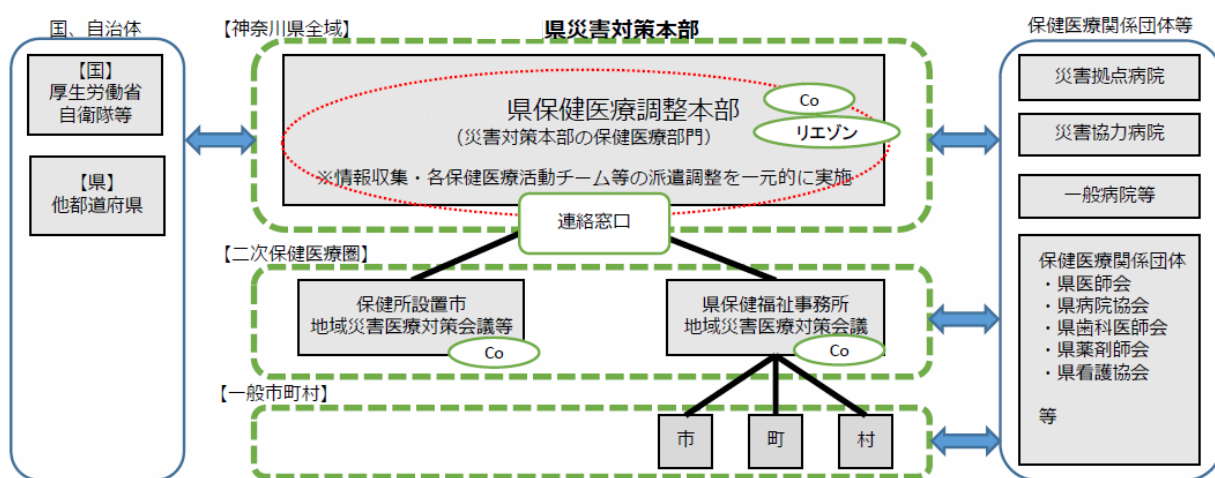 国、自治体
【国】
厚生労働省
自衛隊等
【県】
他都道府県
【神奈川県全域】
県災害対策本部
県保健医療調整本部
(災害対策本部の保健医療部門)
Co
リエゾン
※情報収集・各保健医療活動チーム等の派遣調整を一元的に実施
連絡窓口
【二次保健医療圏】
保健所設置市
地域災害医療対策会議等
Co
県保健福祉事務所
地域災害医療対策会議
Co
【一般市町村】
市
町
村
保健医療関係団体等
災害拠点病院
災害協力病院
一般病院等
保健医療関係団体
・県医師会
・県病院協会
・県歯科医師会
・県薬剤師会
・県看護協会
等